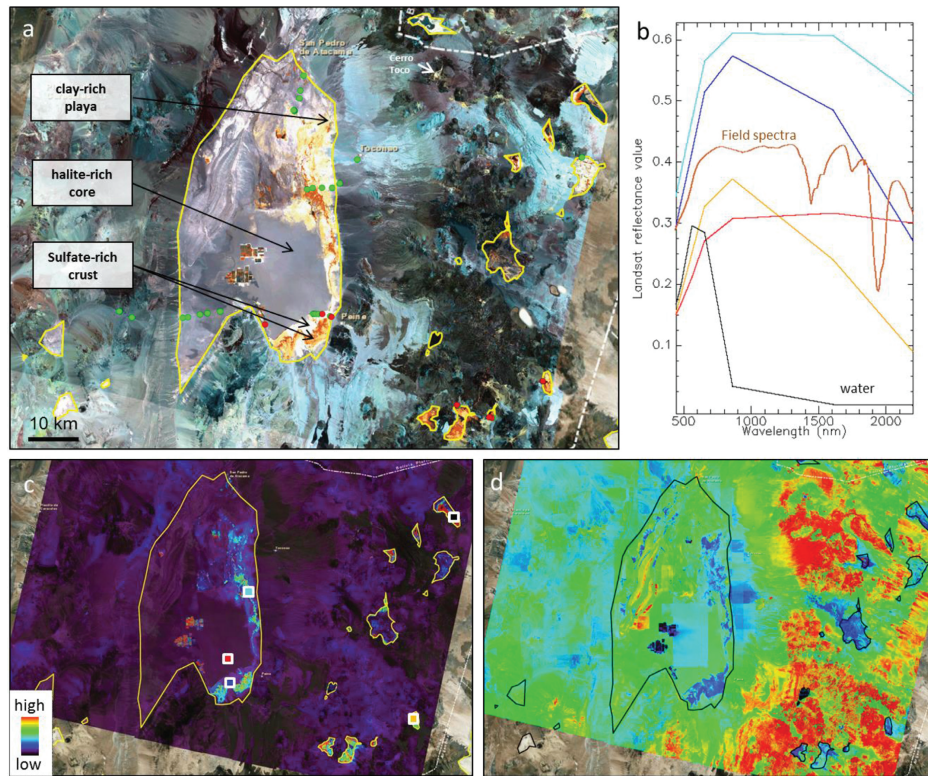 a
San Pedro
de Atacama
Cerro
Toco
clay-rich
playa
Toconao
halite-rich
core
Sulfate-rich
crust
Peine
10 km
b
0.6
0.5
0.4
0.3
0.2
0.1
Landsat reflectance value
Field spectra
water
500
1000
1500
2000
Wavelength (nm)
c
San Pedro
high
low
d